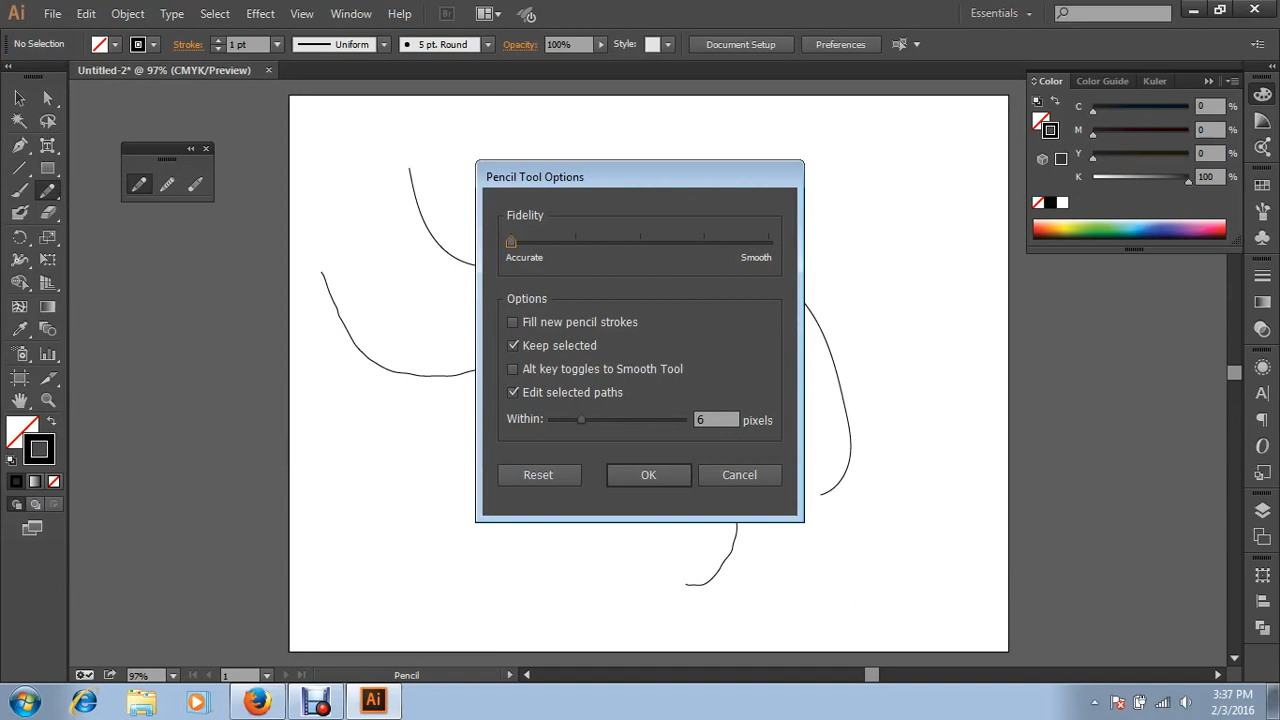 Ai File Edit Object Type Select Effect View Window Help Br Essentials
No Selection Stroke: 1 pt Uniform 5 pt. Round Opacity: 100% Style: Document Setup Preferences
Untitled-2* @ 97% (CMYK/Preview)
Color Color Guide Kuler
C 0 %
M 0 %
Y 0 %
K 100 %
Pencil Tool Options
Fidelity
Accurate Smooth
Options
Fill new pencil strokes
Keep selected
Alt key toggles to Smooth Tool
Edit selected paths
Within: 6 pixels
Reset OK Cancel
97% 1 Pencil
Ai
3:37 PM
2/3/2016